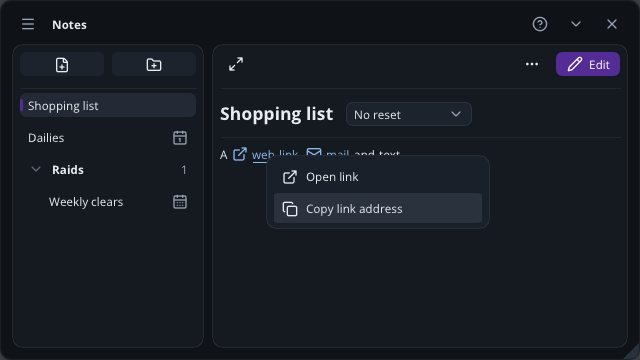 Notes
Edit
Shopping list
Dailies
Raids 1
Weekly clears
Shopping list No reset
A web link mail and text
Open link
Copy link address